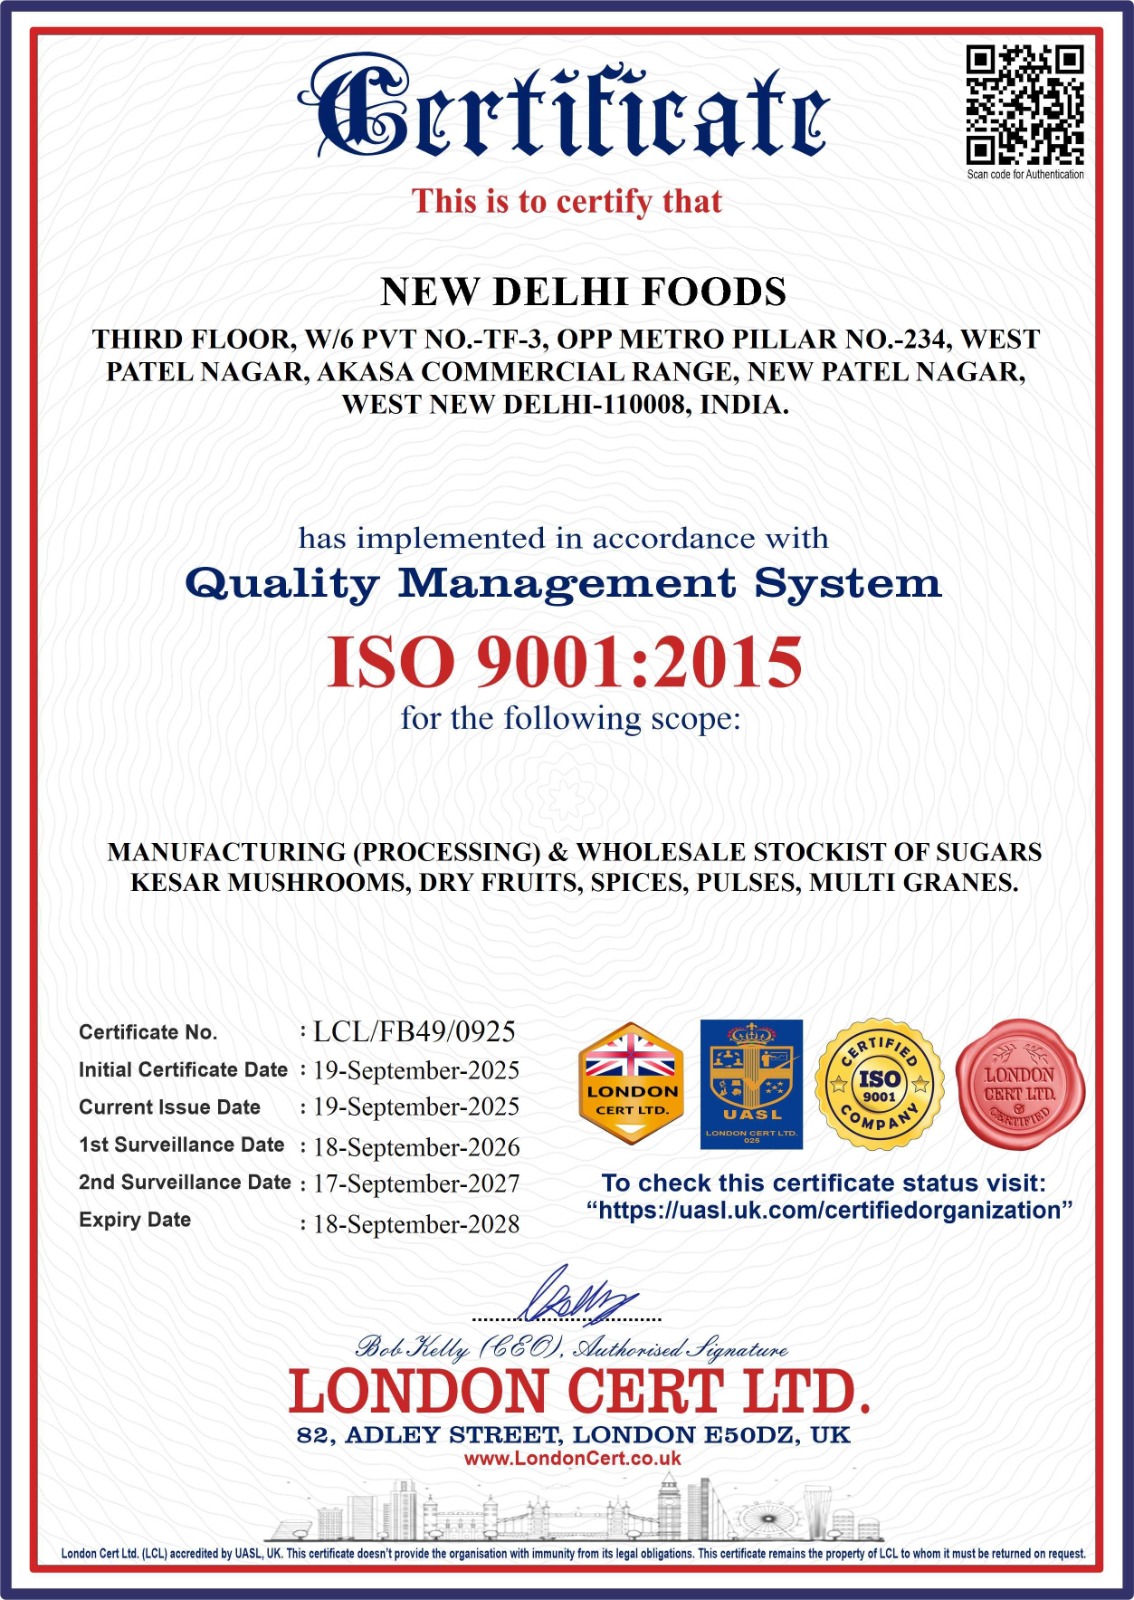 Certificate
Scan code for Authentication
This is to certify that
NEW DELHI FOODS
THIRD FLOOR, W/6 PVT NO.-TF-3, OPP METRO PILLAR NO.-234, WEST
PATEL NAGAR, AKASA COMMERCIAL RANGE, NEW PATEL NAGAR,
WEST NEW DELHI-110008, INDIA.
has implemented in accordance with
Quality Management System
ISO 9001:2015
for the following scope:
MANUFACTURING (PROCESSING) & WHOLESALE STOCKIST OF SUGARS
KESAR MUSHROOMS, DRY FRUITS, SPICES, PULSES, MULTI GRANES.
Certificate No. : LCL/FB49/0925
Initial Certificate Date : 19-September-2025
Current Issue Date : 19-September-2025
1st Surveillance Date : 18-September-2026
2nd Surveillance Date : 17-September-2027
Expiry Date : 18-September-2028
LONDON
CERT LTD.
UASL
LONDON CERT LTD.
025
CERTIFIED
ISO
9001
COMPANY
LONDON
CERT LTD.
CERTIFIED
To check this certificate status visit:
“https://uasl.uk.com/certifiedorganization”
Bob Kelly (CEO), Authorised Signature
LONDON CERT LTD.
82, ADLEY STREET, LONDON E50DZ, UK
www.LondonCert.co.uk
London Cert Ltd. (LCL) accredited by UASL, UK. This certificate doesn't provide the organisation with immunity from its legal obligations. This certificate remains the property of LCL to whom it must be returned on request.